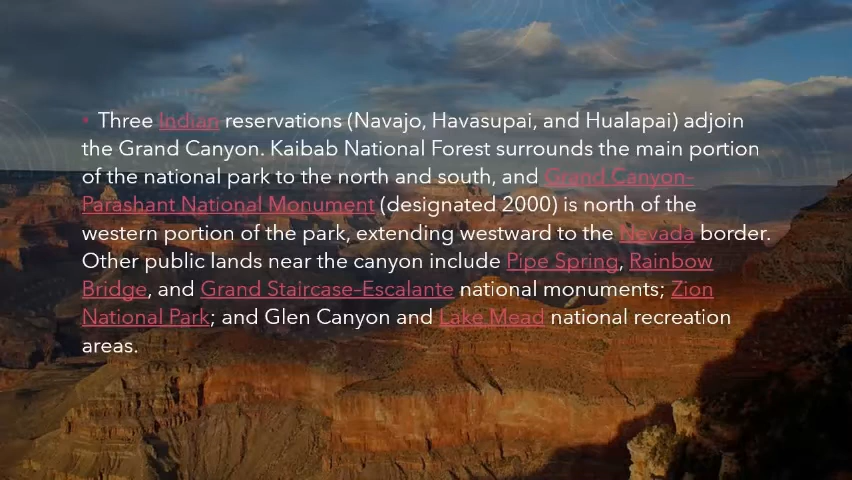 • Three Indian reservations (Navajo, Havasupai, and Hualapai) adjoin
the Grand Canyon. Kaibab National Forest surrounds the main portion
of the national park to the north and south, and Grand Canyon–
Parashant National Monument (designated 2000) is north of the
western portion of the park, extending westward to the Nevada border.
Other public lands near the canyon include Pipe Spring, Rainbow
Bridge, and Grand Staircase–Escalante national monuments; Zion
National Park; and Glen Canyon and Lake Mead national recreation
areas.